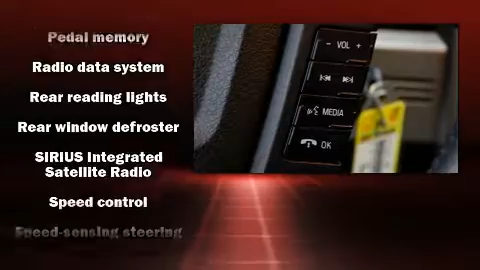 Pedal memory
Radio data system
Rear reading lights
Rear window defroster
SIRIUS Integrated
Satellite Radio
Speed control
Speed-sensing steering
- VOL +
MEDIA
OK